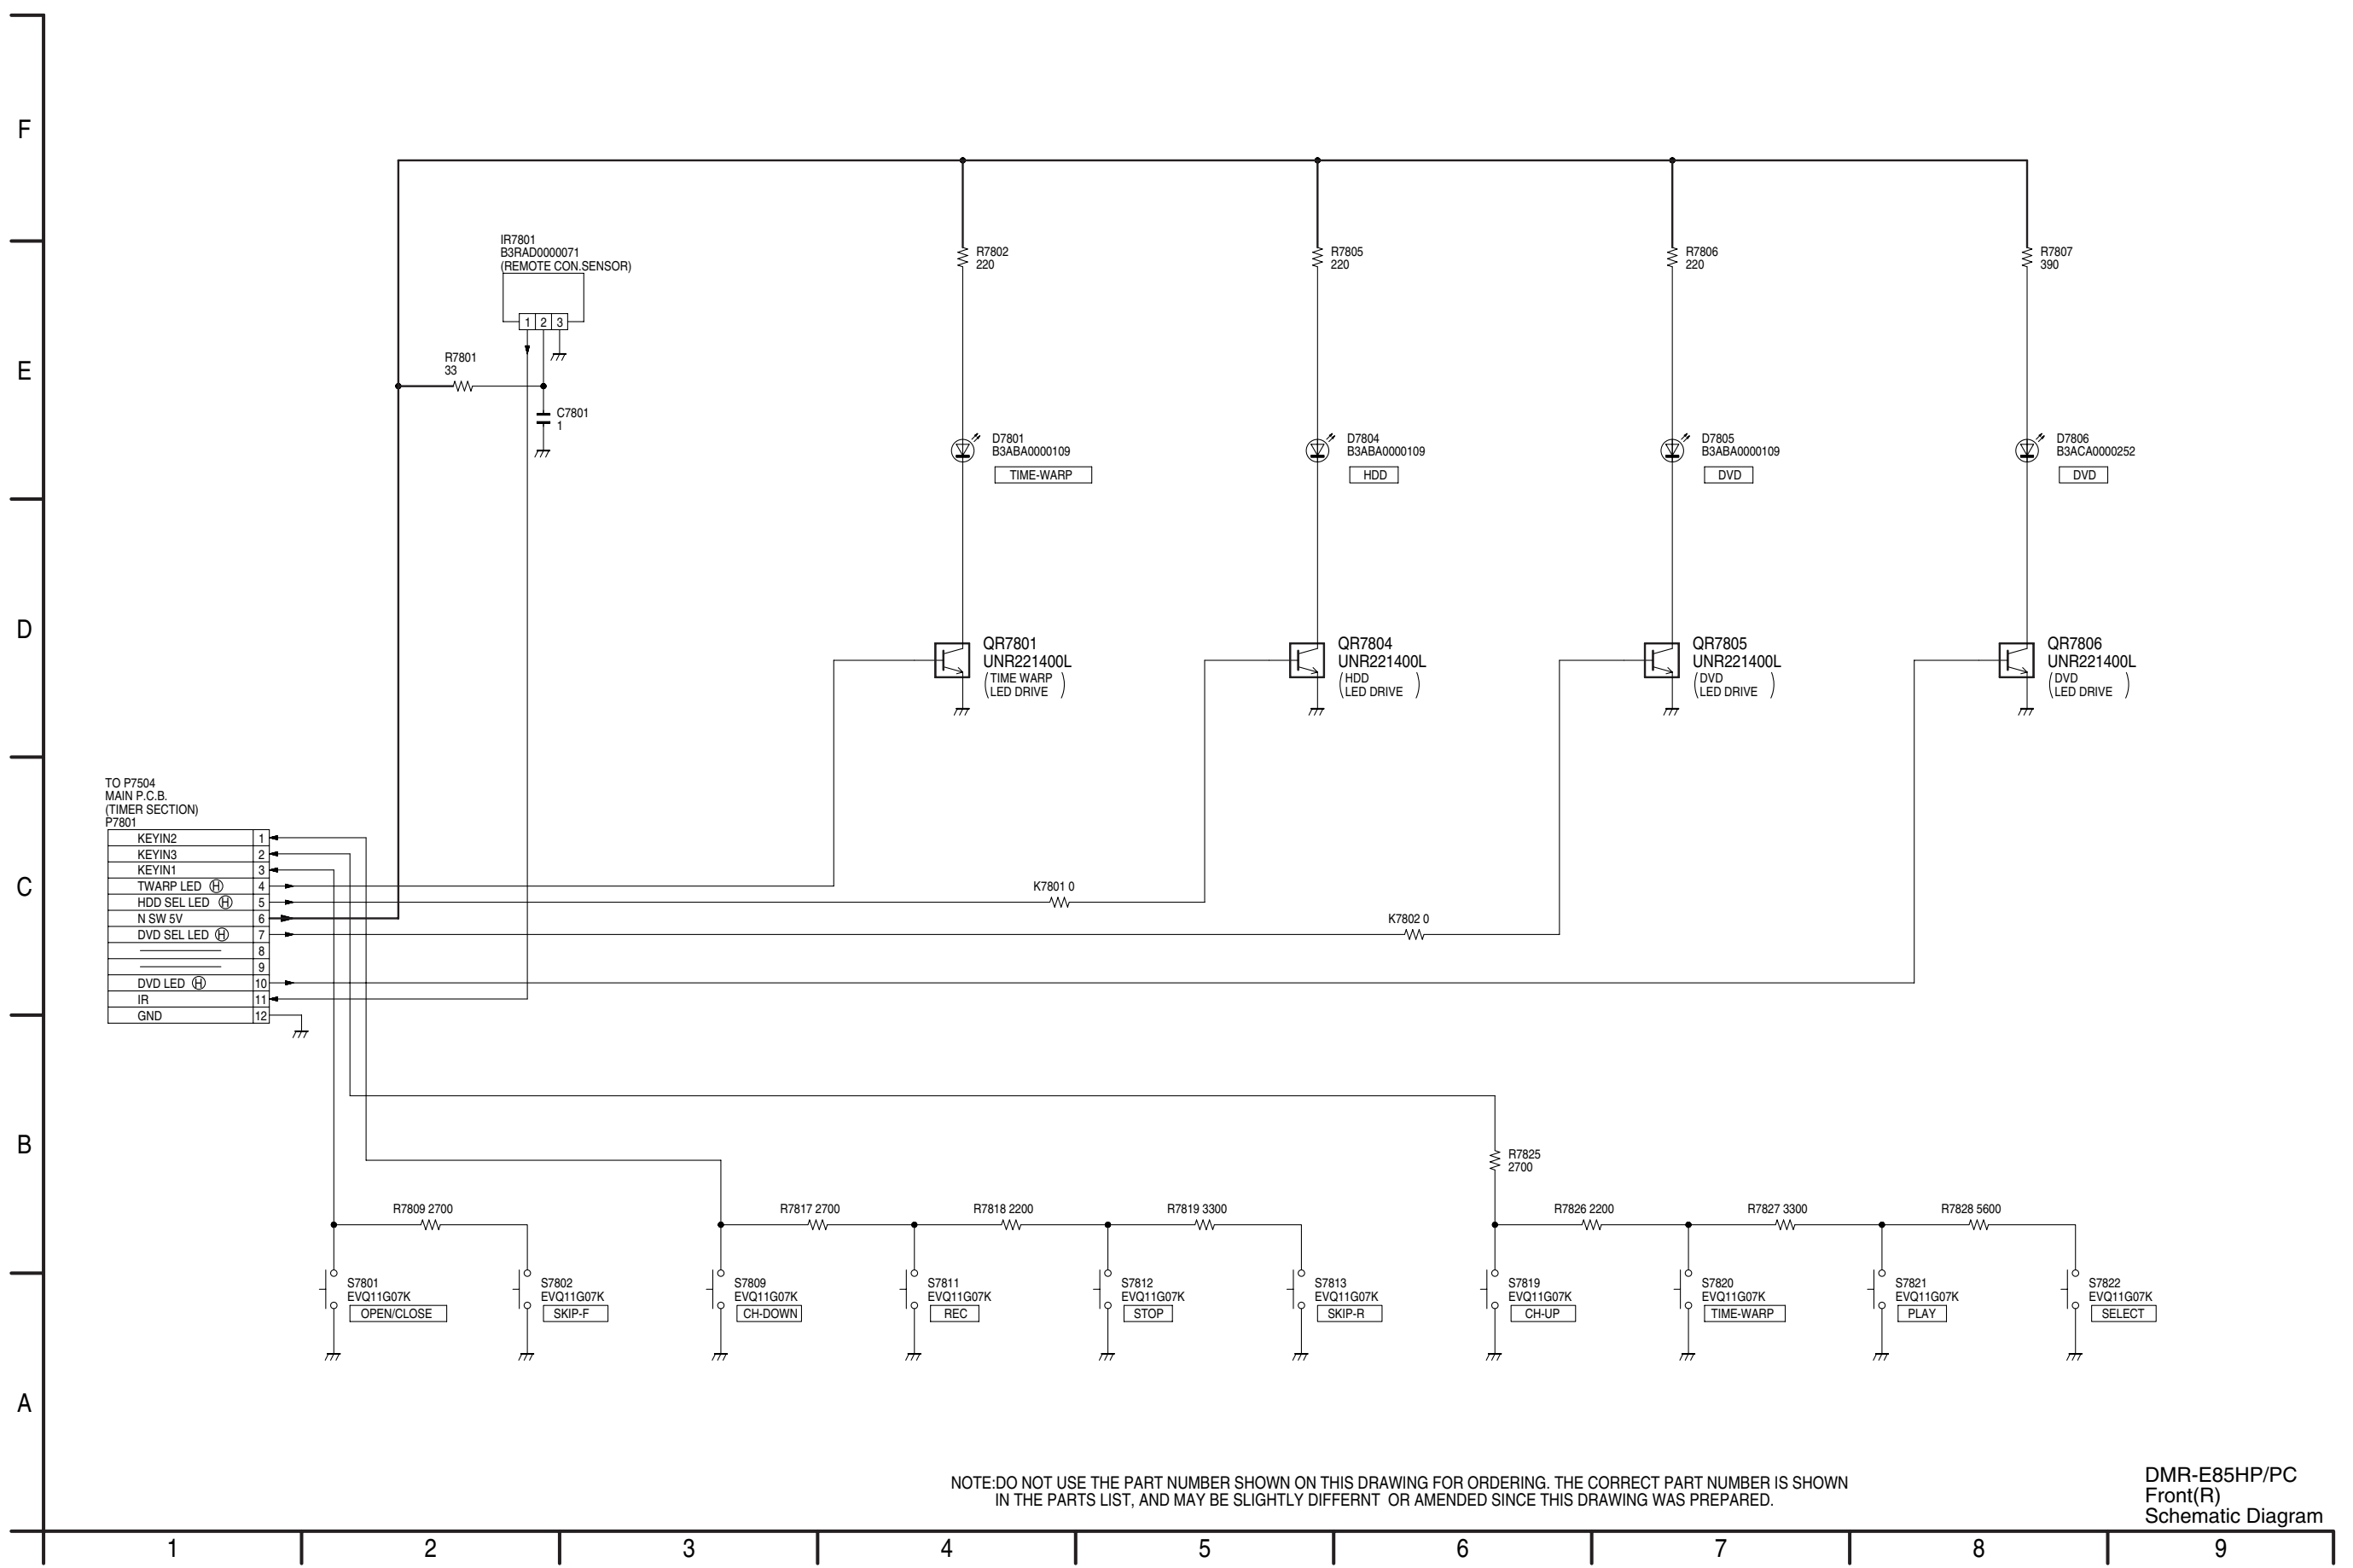 F
IR7801
B3RAD0000071
(REMOTE CON.SENSOR)
1 2 3
R7802
220
R7805
220
R7806
220
R7807
390
E
R7801
33
C7801
1
D7801
B3ABA0000109
TIME-WARP
D7804
B3ABA0000109
HDD
D7805
B3ABA0000109
DVD
D7806
B3ACA0000252
DVD
D
QR7801
UNR221400L
(TIME WARP
LED DRIVE)
QR7804
UNR221400L
(HDD
LED DRIVE)
QR7805
UNR221400L
(DVD
LED DRIVE)
QR7806
UNR221400L
(DVD
LED DRIVE)
C
TO P7504
MAIN P.C.B.
(TIMER SECTION)
P7801
KEYIN2 1
KEYIN3 2
KEYIN1 3
TWARP LED Ⓗ 4
HDD SEL LED Ⓗ 5
N SW 5V 6
DVD SEL LED Ⓗ 7
8
9
DVD LED Ⓗ 10
IR 11
GND 12
K7801 0
K7802 0
B
R7825
2700
R7809 2700
R7817 2700
R7818 2200
R7819 3300
R7826 2200
R7827 3300
R7828 5600
S7801
EVQ11G07K
OPEN/CLOSE
S7802
EVQ11G07K
SKIP-F
S7809
EVQ11G07K
CH-DOWN
S7811
EVQ11G07K
REC
S7812
EVQ11G07K
STOP
S7813
EVQ11G07K
SKIP-R
S7819
EVQ11G07K
CH-UP
S7820
EVQ11G07K
TIME-WARP
S7821
EVQ11G07K
PLAY
S7822
EVQ11G07K
SELECT
A
NOTE:DO NOT USE THE PART NUMBER SHOWN ON THIS DRAWING FOR ORDERING. THE CORRECT PART NUMBER IS SHOWN
IN THE PARTS LIST, AND MAY BE SLIGHTLY DIFFERNT OR AMENDED SINCE THIS DRAWING WAS PREPARED.
DMR-E85HP/PC
Front(R)
Schematic Diagram
1 2 3 4 5 6 7 8 9